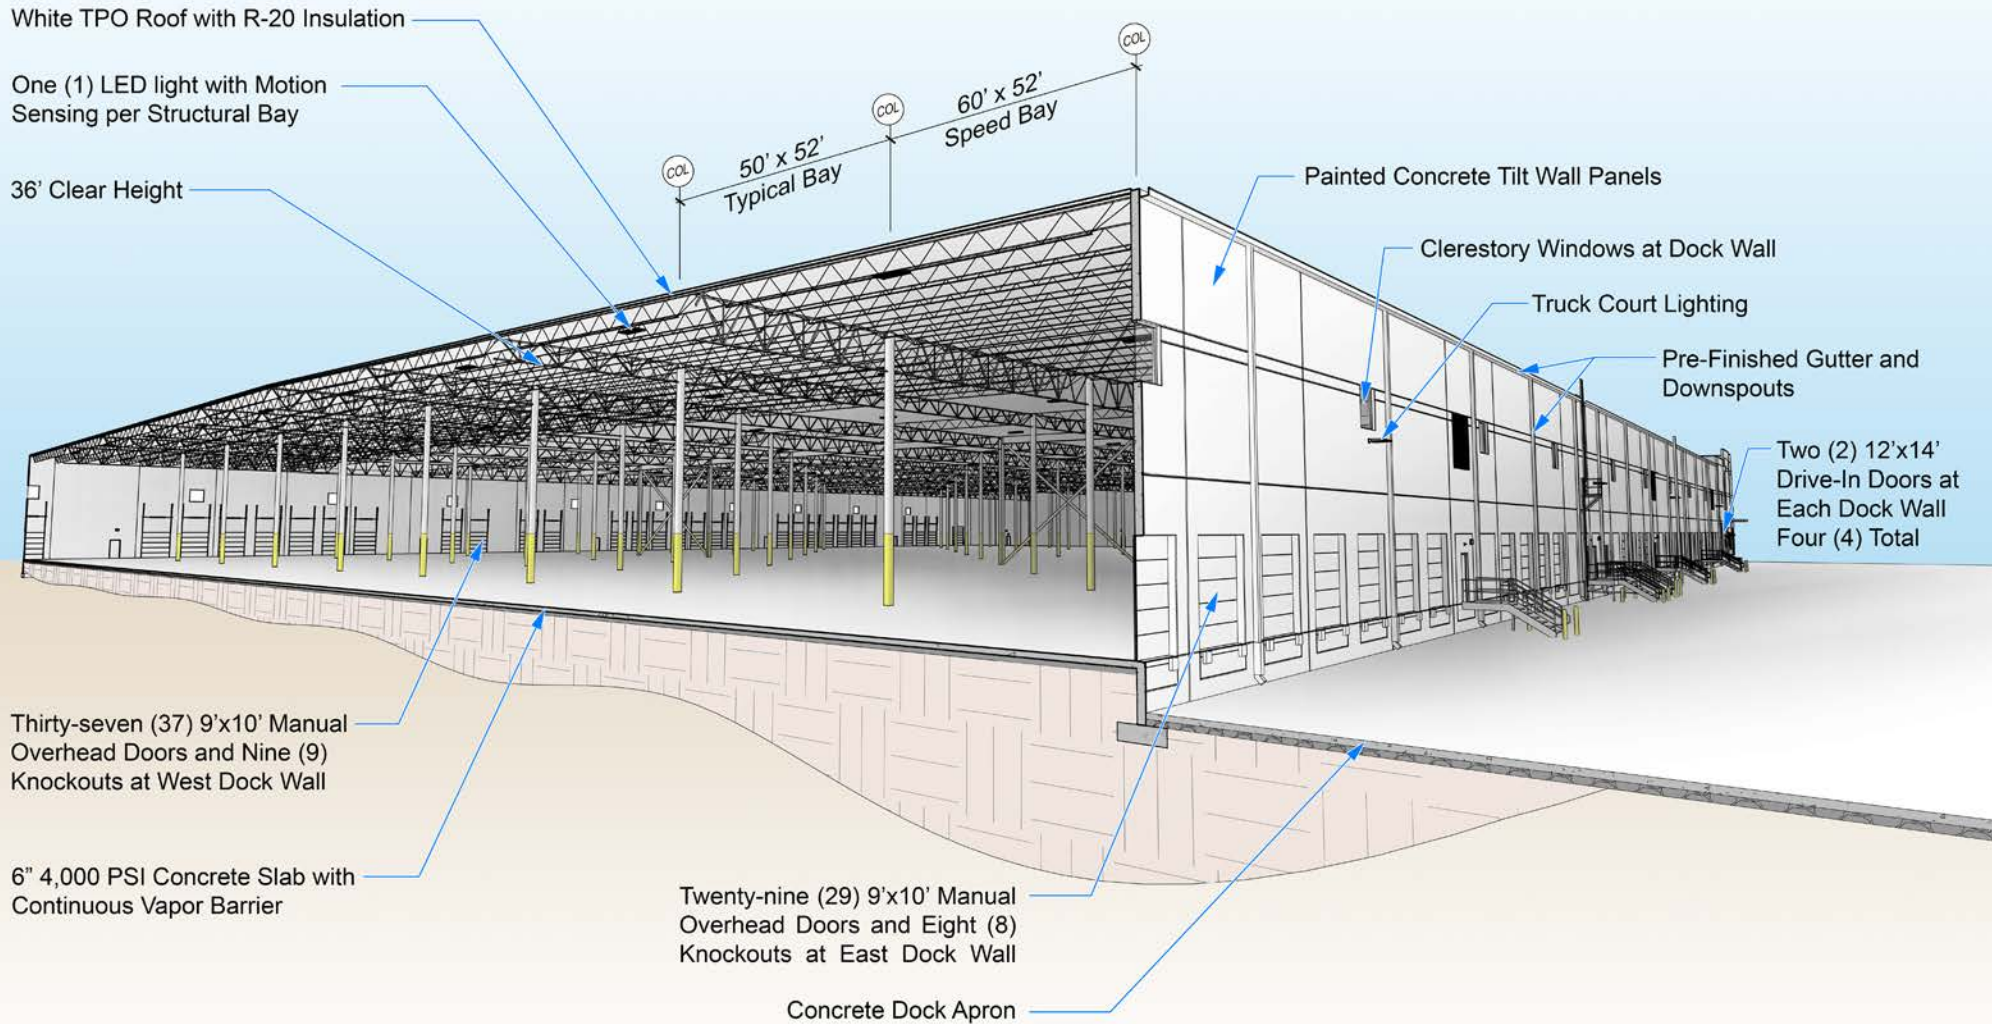 White TPO Roof with R-20 Insulation
One (1) LED light with Motion
Sensing per Structural Bay
36' Clear Height
COL
50' x 52'
Typical Bay
COL
60' x 52'
Speed Bay
COL
Painted Concrete Tilt Wall Panels
Clerestory Windows at Dock Wall
Truck Court Lighting
Pre-Finished Gutter and
Downspouts
Two (2) 12'x14'
Drive-In Doors at
Each Dock Wall
Four (4) Total
Thirty-seven (37) 9'x10' Manual
Overhead Doors and Nine (9)
Knockouts at West Dock Wall
6” 4,000 PSI Concrete Slab with
Continuous Vapor Barrier
Twenty-nine (29) 9'x10' Manual
Overhead Doors and Eight (8)
Knockouts at East Dock Wall
Concrete Dock Apron